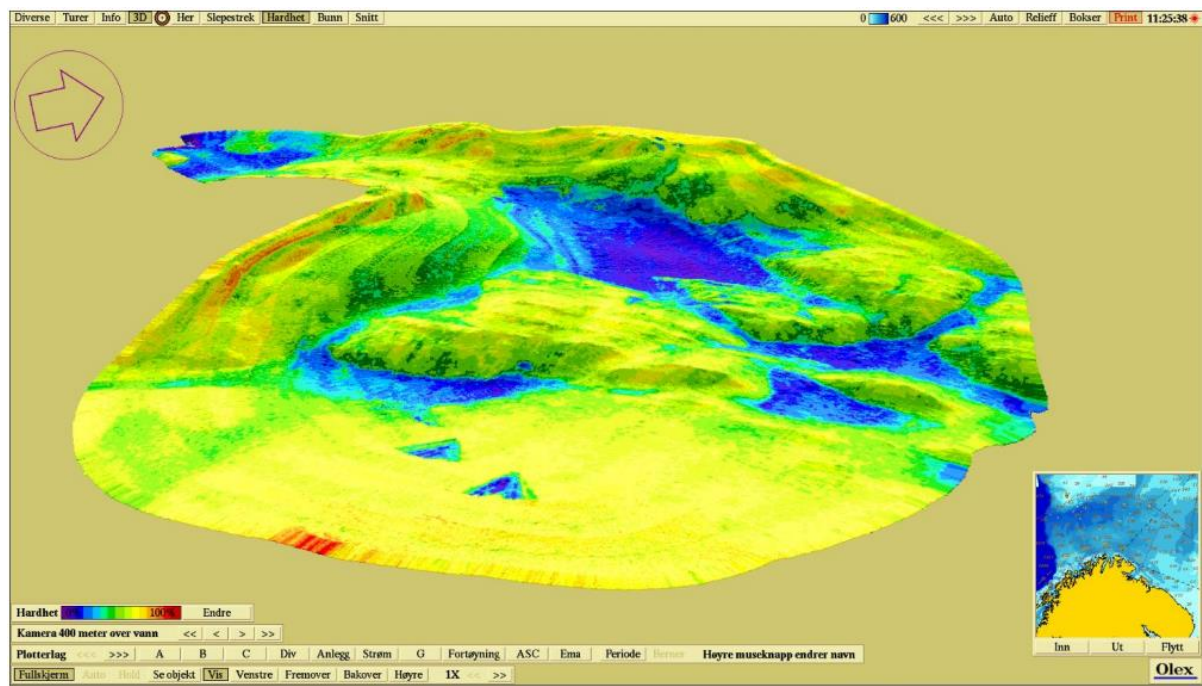 Diverse Turer Info 3D Her Slepestrek Hardhet Bunn Snitt 0 600 <<< >>> Auto Relieff Bokser Print 11:25:38
Hardhet 0% 100% Endre
Kamera 400 meter over vann << < > >>
Plotterlag <<< >>> A B C Div Anlegg Strøm G Fortøyning ASC Ema Periode Høyre museknapp endrer navn
Inn Ut Flytt
Fullskjerm Auto Hold Se objekt Vis Venstre Fremover Bakover Høyre 1X << >>
Olex